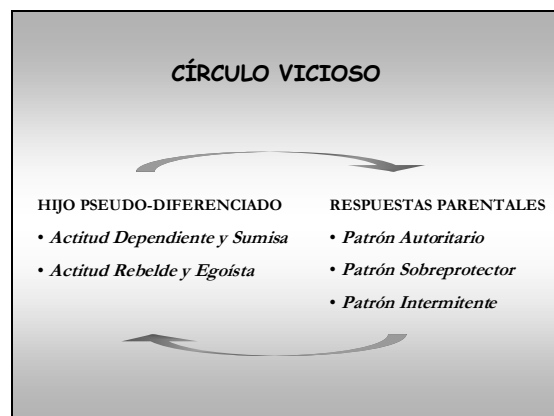 CÍRCULO VICIOSO
HIJO PSEUDO-DIFERENCIADO
• Actitud Dependiente y Sumisa
• Actitud Rebelde y Egoísta
RESPUESTAS PARENTALES
• Patrón Autoritario
• Patrón Sobreprotector
• Patrón Intermitente